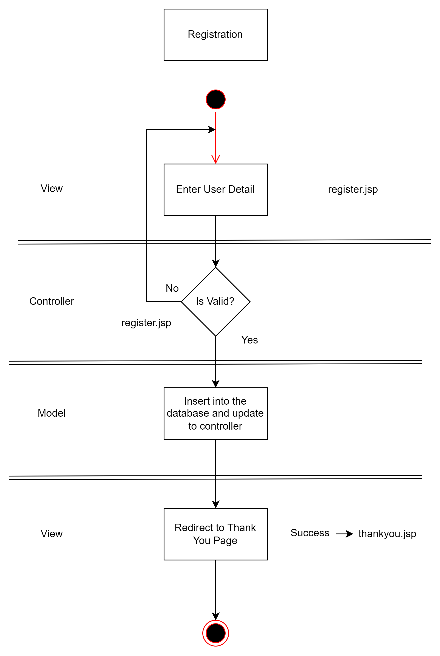 Registration
View
Enter User Detail
register.jsp
No
Controller
Is Valid?
register.jsp
Yes
Model
Insert into the
database and update
to controller
View
Redirect to Thank
You Page
Success
thankyou.jsp